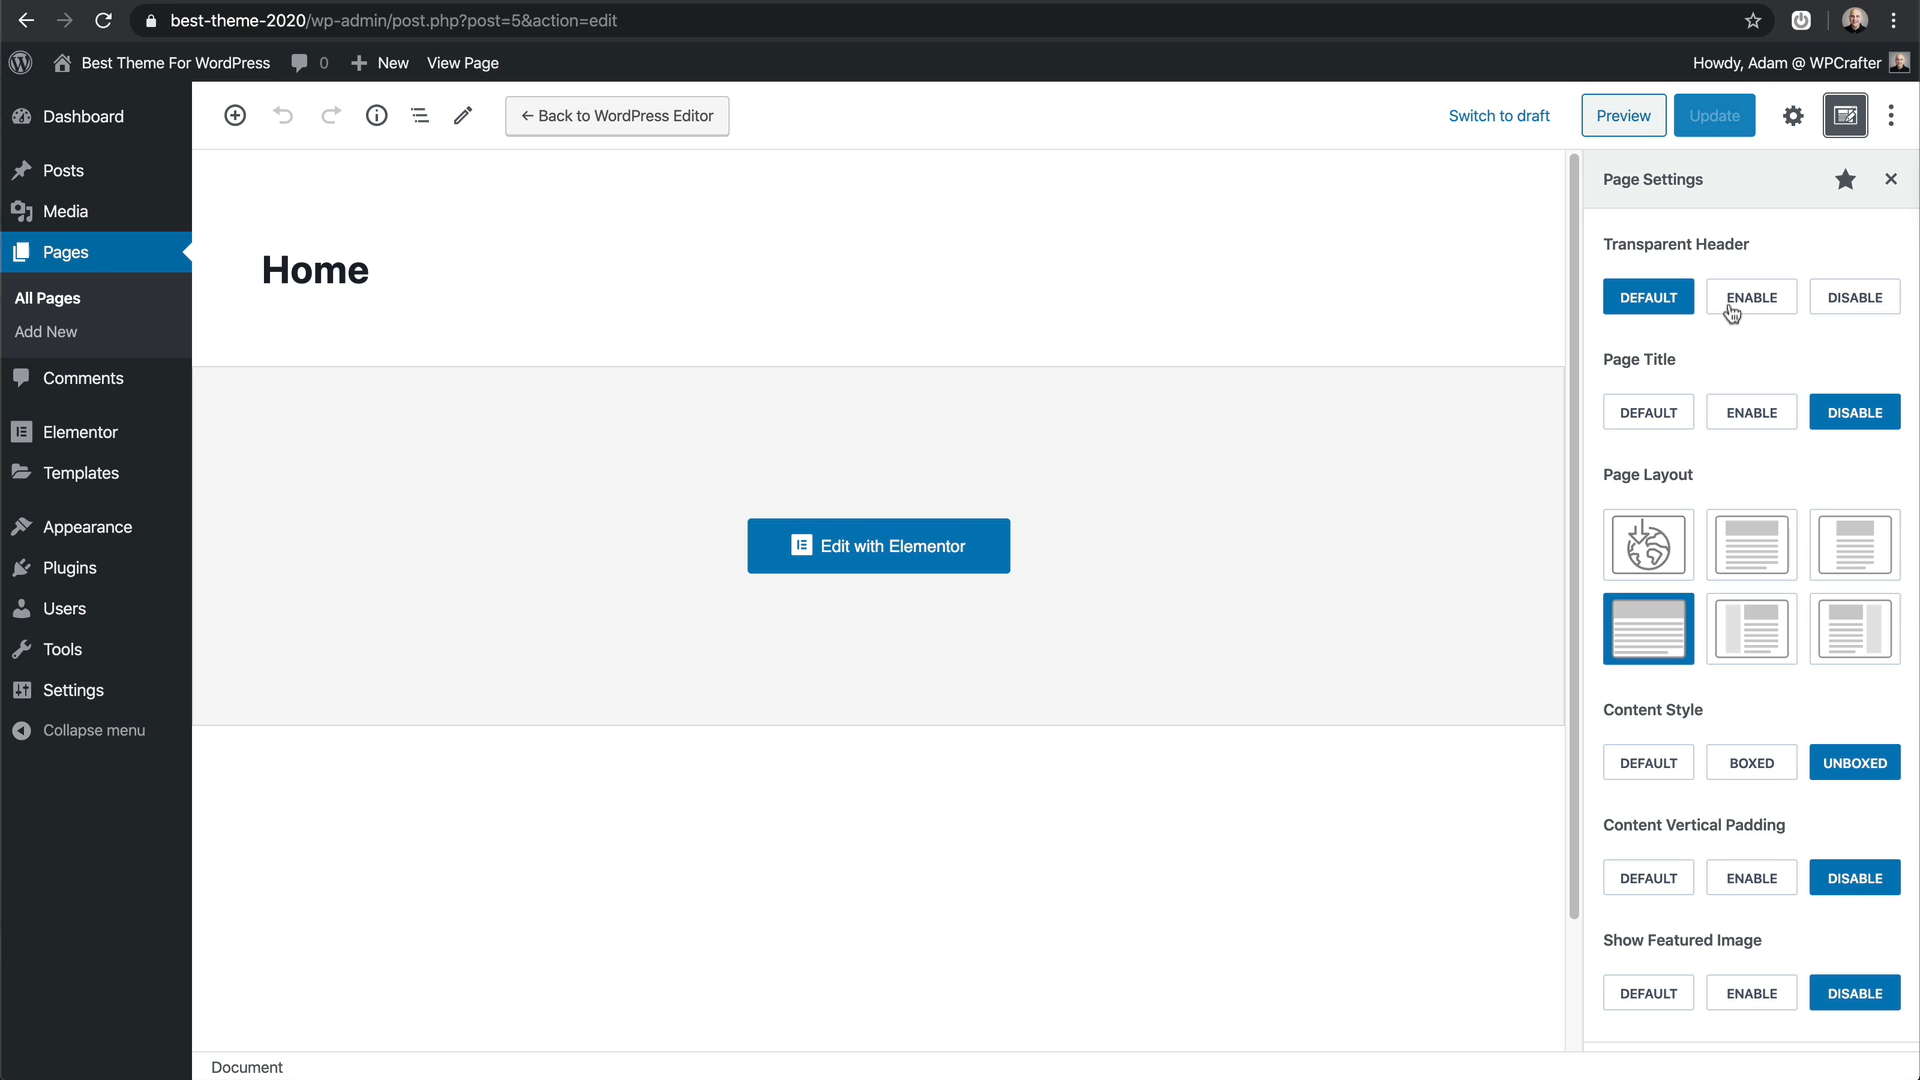 best-theme-2020/wp-admin/post.php?post=5&action=edit
Best Theme For WordPress 0 New View Page
Howdy, Adam @ WPCrafter
Dashboard
Posts
Media
Pages
All Pages
Add New
Comments
Elementor
Templates
Appearance
Plugins
Users
Tools
Settings
Collapse menu
← Back to WordPress Editor
Switch to draft
Preview
Update
Home
Edit with Elementor
Document
Page Settings
Transparent Header
DEFAULT ENABLE DISABLE
Page Title
DEFAULT ENABLE DISABLE
Page Layout
Content Style
DEFAULT BOXED UNBOXED
Content Vertical Padding
DEFAULT ENABLE DISABLE
Show Featured Image
DEFAULT ENABLE DISABLE